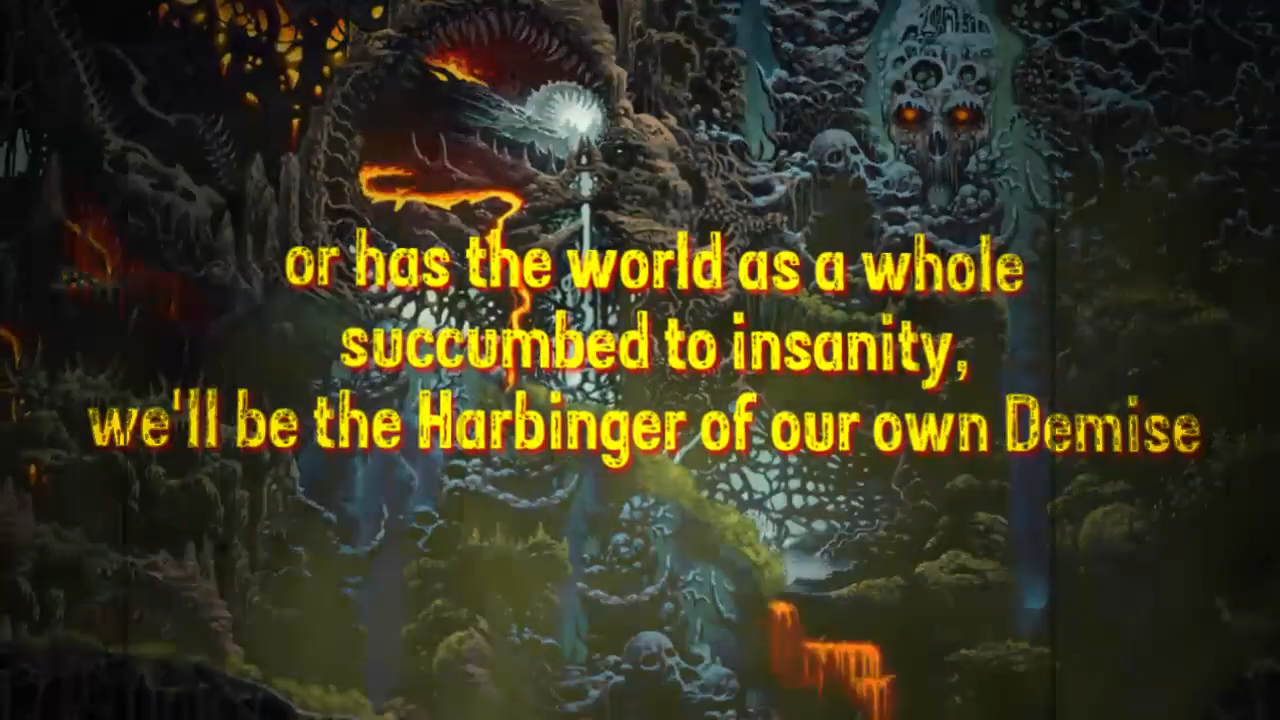 or has the world as a whole
succumbed to insanity,
we'll be the Harbinger of our own Demise